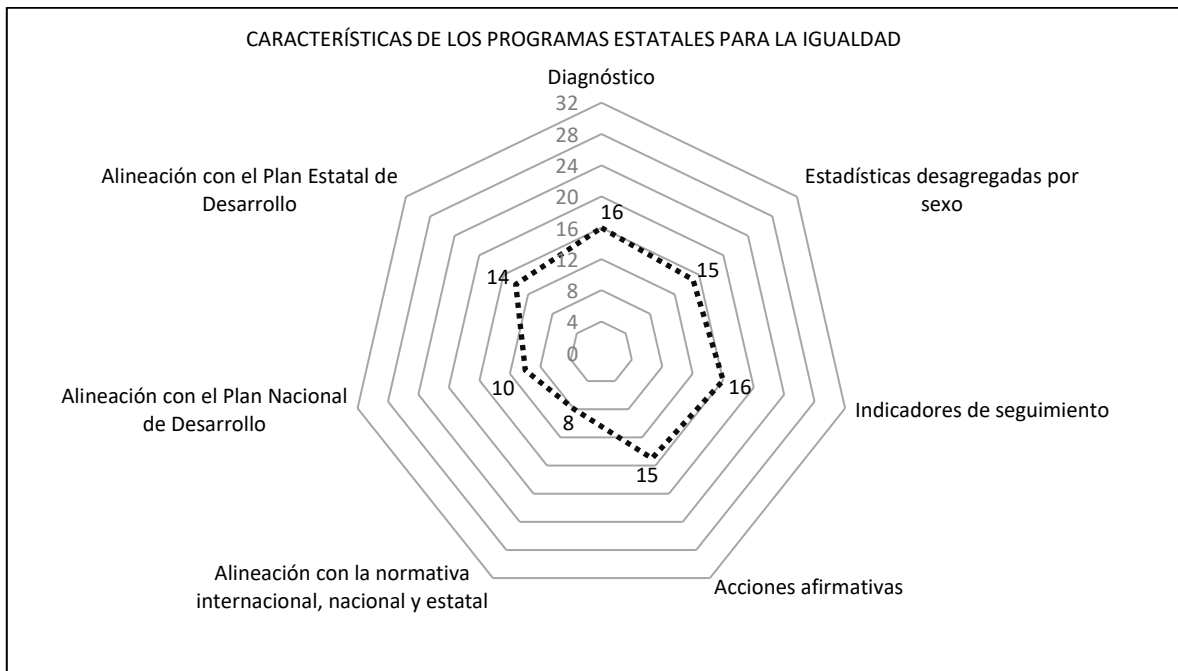 CARACTERÍSTICAS DE LOS PROGRAMAS ESTATALES PARA LA IGUALDAD
Diagnóstico
32
28
24
20
16
12
8
4
0
Estadísticas desagregadas por
sexo
Indicadores de seguimiento
Acciones afirmativas
Alineación con la normativa
internacional, nacional y estatal
Alineación con el Plan Nacional
de Desarrollo
Alineación con el Plan Estatal de
Desarrollo
16
15
16
15
8
10
14